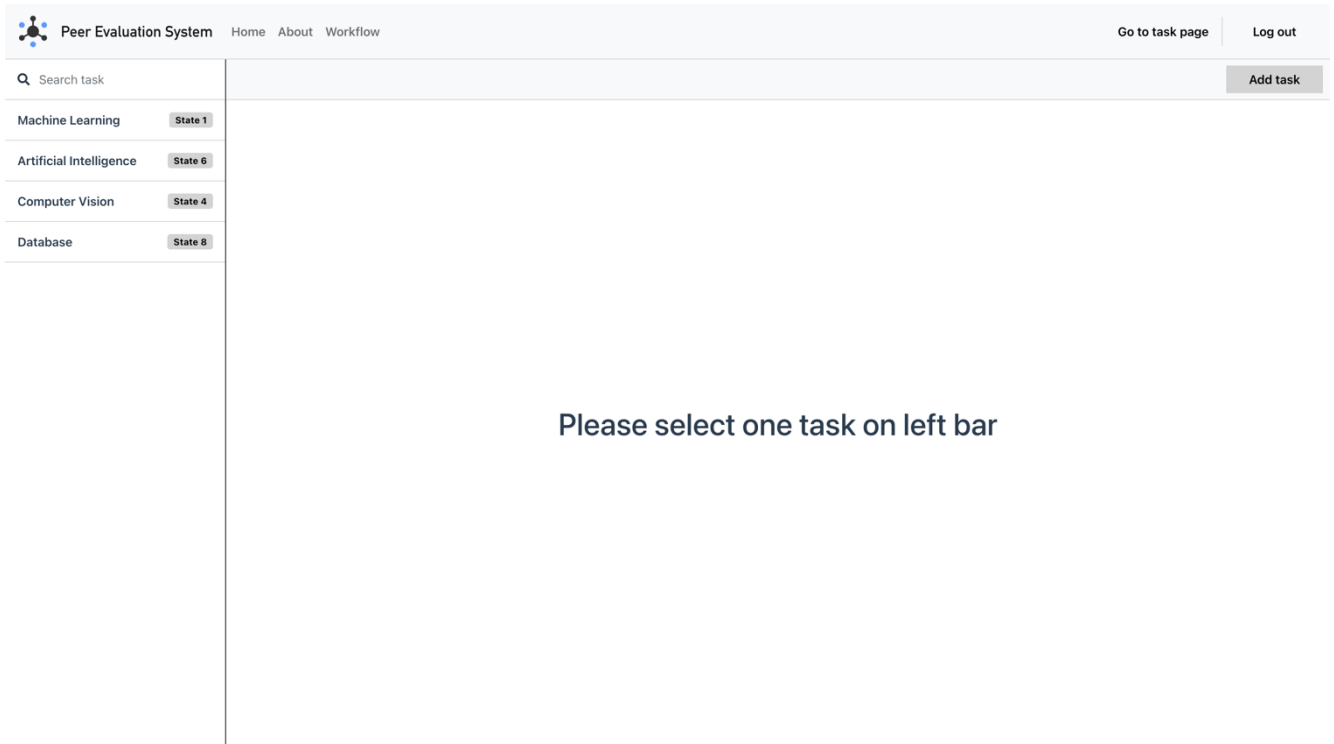 Peer Evaluation System Home About Workflow Go to task page Log out
Search task Add task
Machine Learning State 1
Artificial Intelligence State 6
Computer Vision State 4
Database State 8
Please select one task on left bar